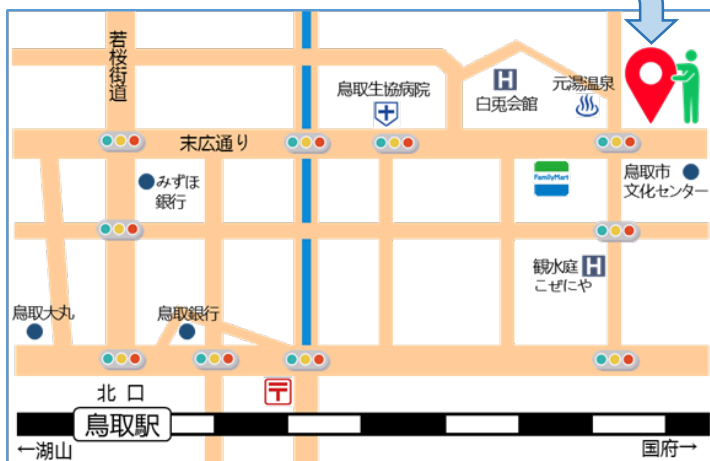 若桜街道
鳥取生協病院
H
白兎会館
元湯温泉
末広通り
みずほ
銀行
FamilyMart
鳥取市
文化センター
観水庭
こぜにや
H
鳥取大丸
鳥取銀行
北口
〒
鳥取駅
←湖山
国府→